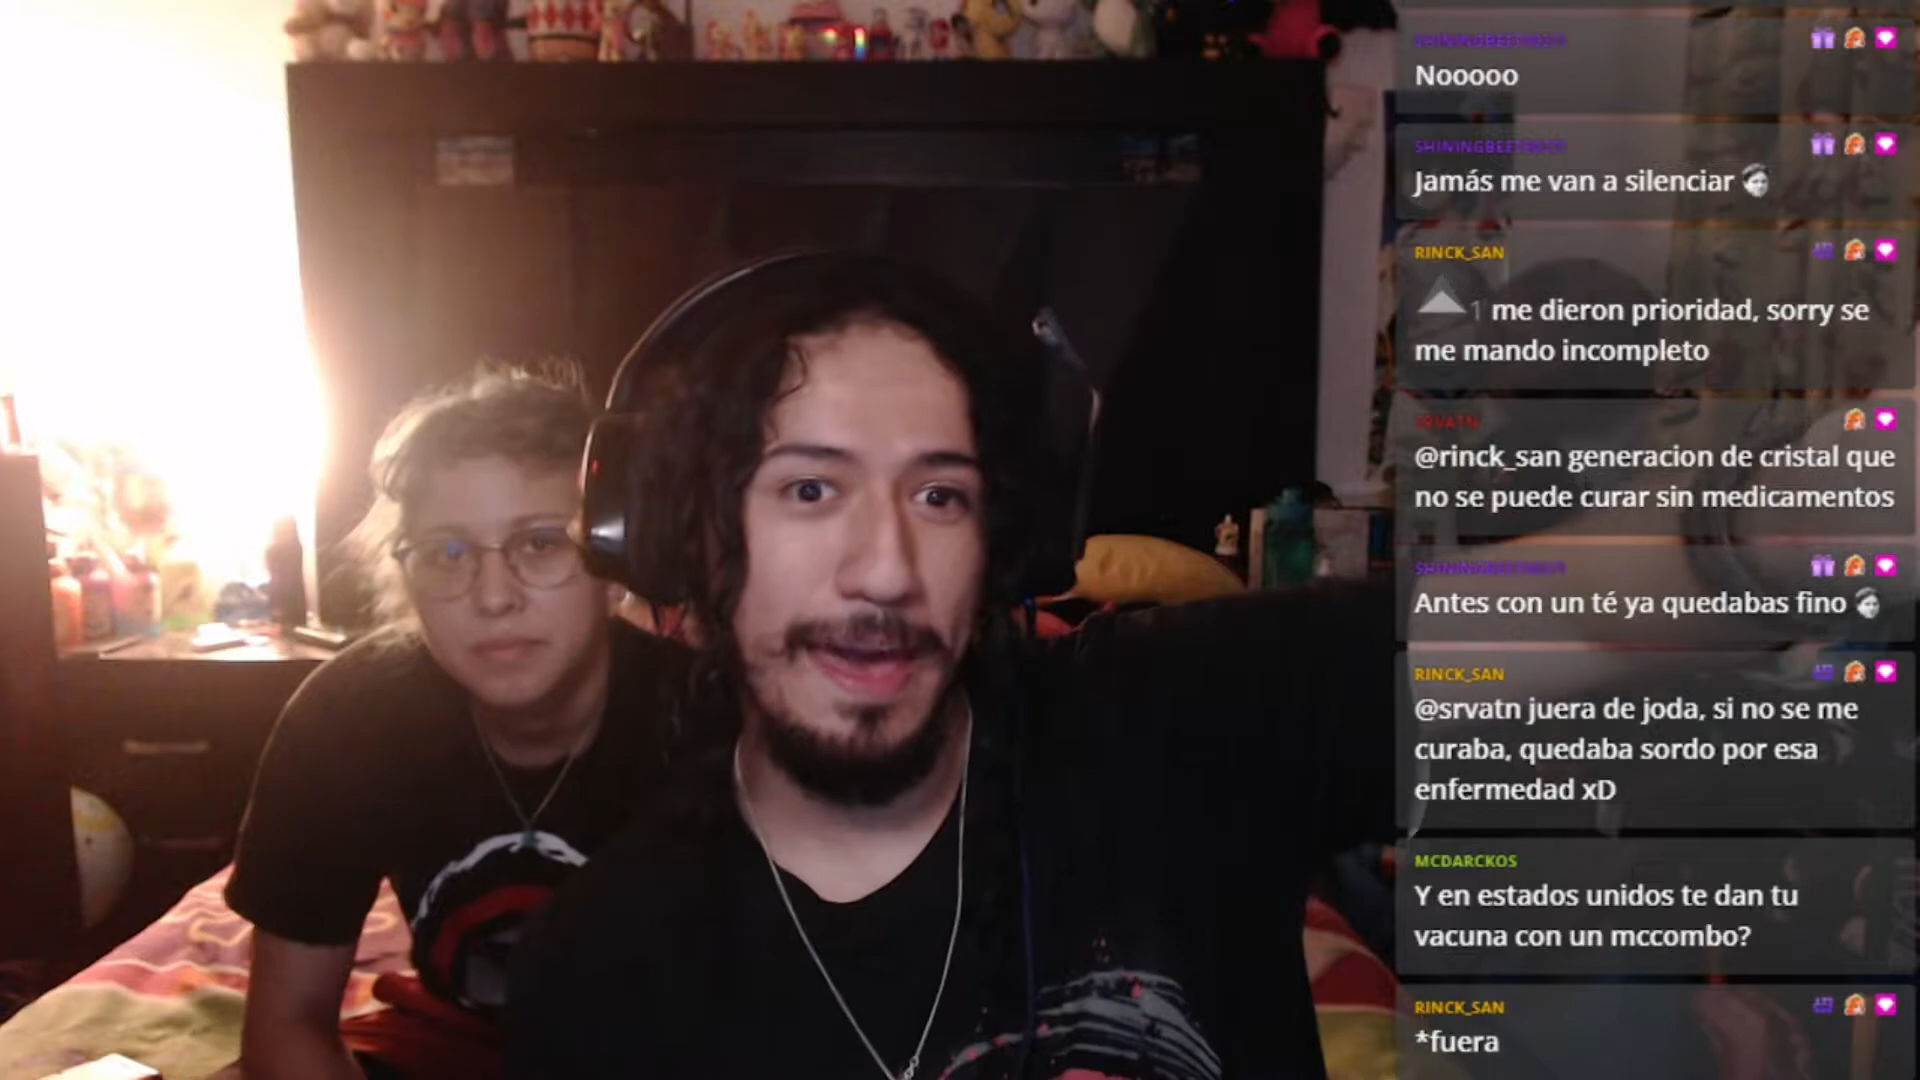 Nooooo
Jamás me van a silenciar
RINCK_SAN
1 me dieron prioridad, sorry se
me mando incompleto
SRVATN
@rinck_san generacion de cristal que
no se puede curar sin medicamentos
Antes con un té ya quedabas fino
RINCK_SAN
@srvatn juera de joda, si no se me
curaba, quedaba sordo por esa
enfermedad xD
MCDARCKOS
Y en estados unidos te dan tu
vacuna con un mccombo?
RINCK_SAN
*fuera